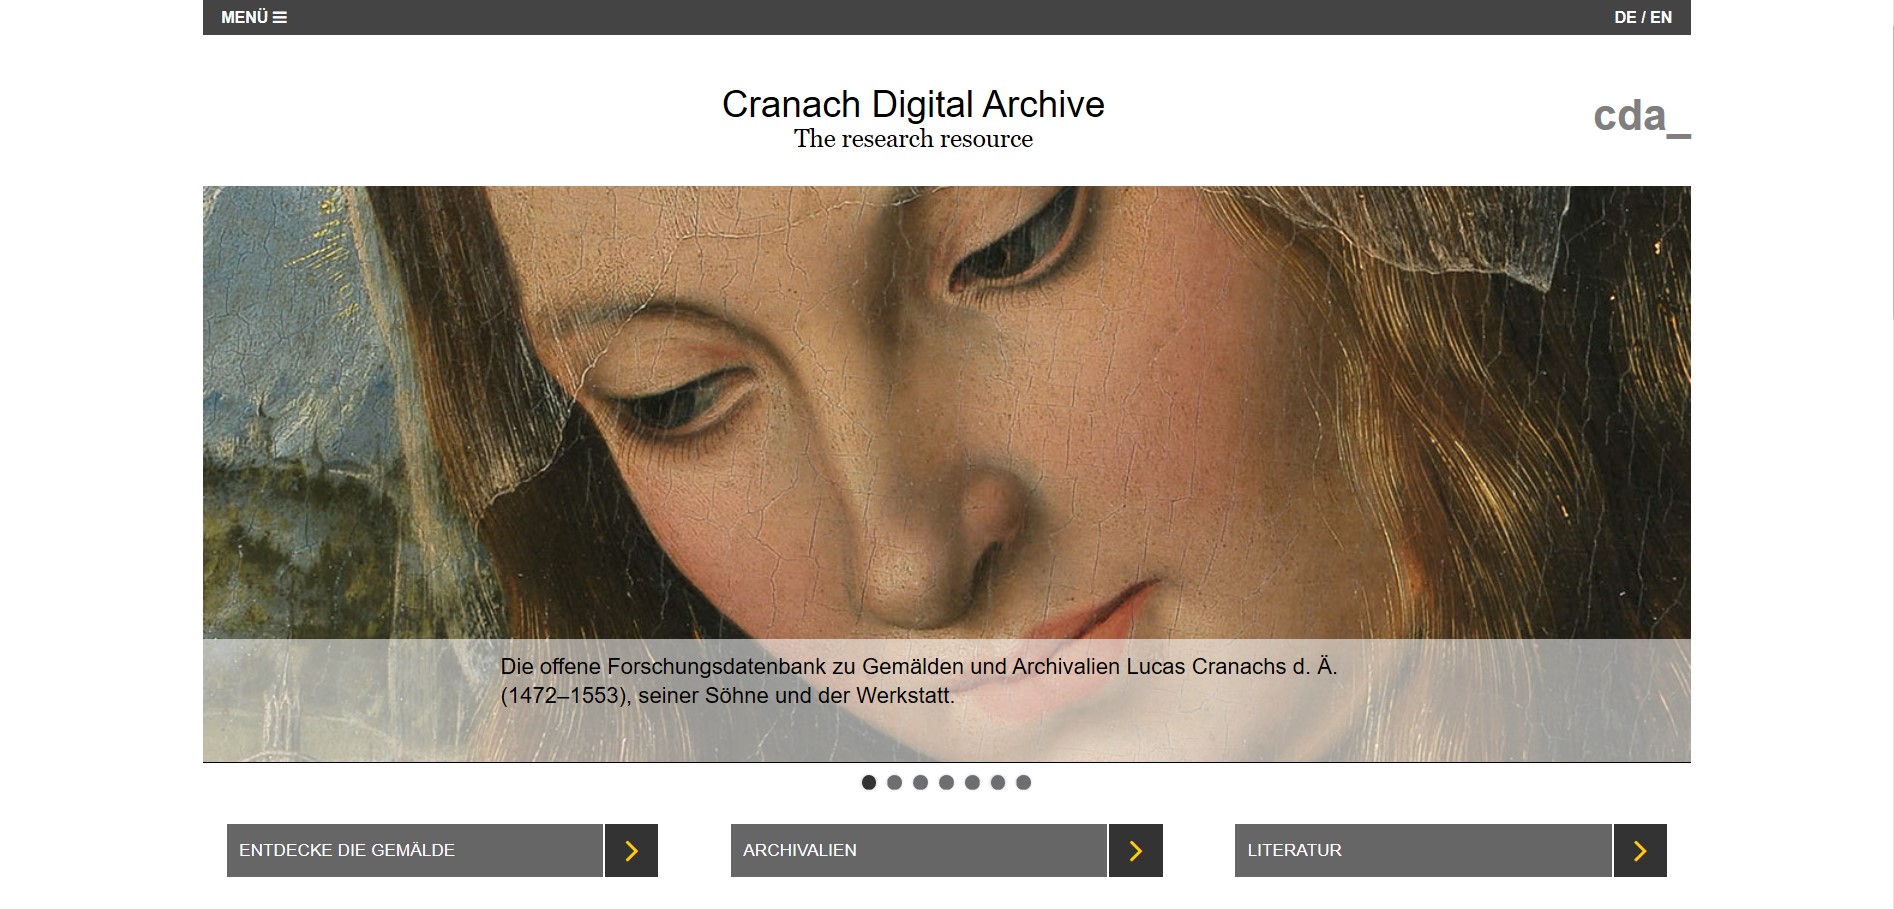 MENÜ
DE / EN
Cranach Digital Archive
The research resource
cda_
Die offene Forschungsdatenbank zu Gemälden und Archivalien Lucas Cranachs d. Ä.
(1472–1553), seiner Söhne und der Werkstatt.
ENTDECKE DIE GEMÄLDE
ARCHIVALIEN
LITERATUR